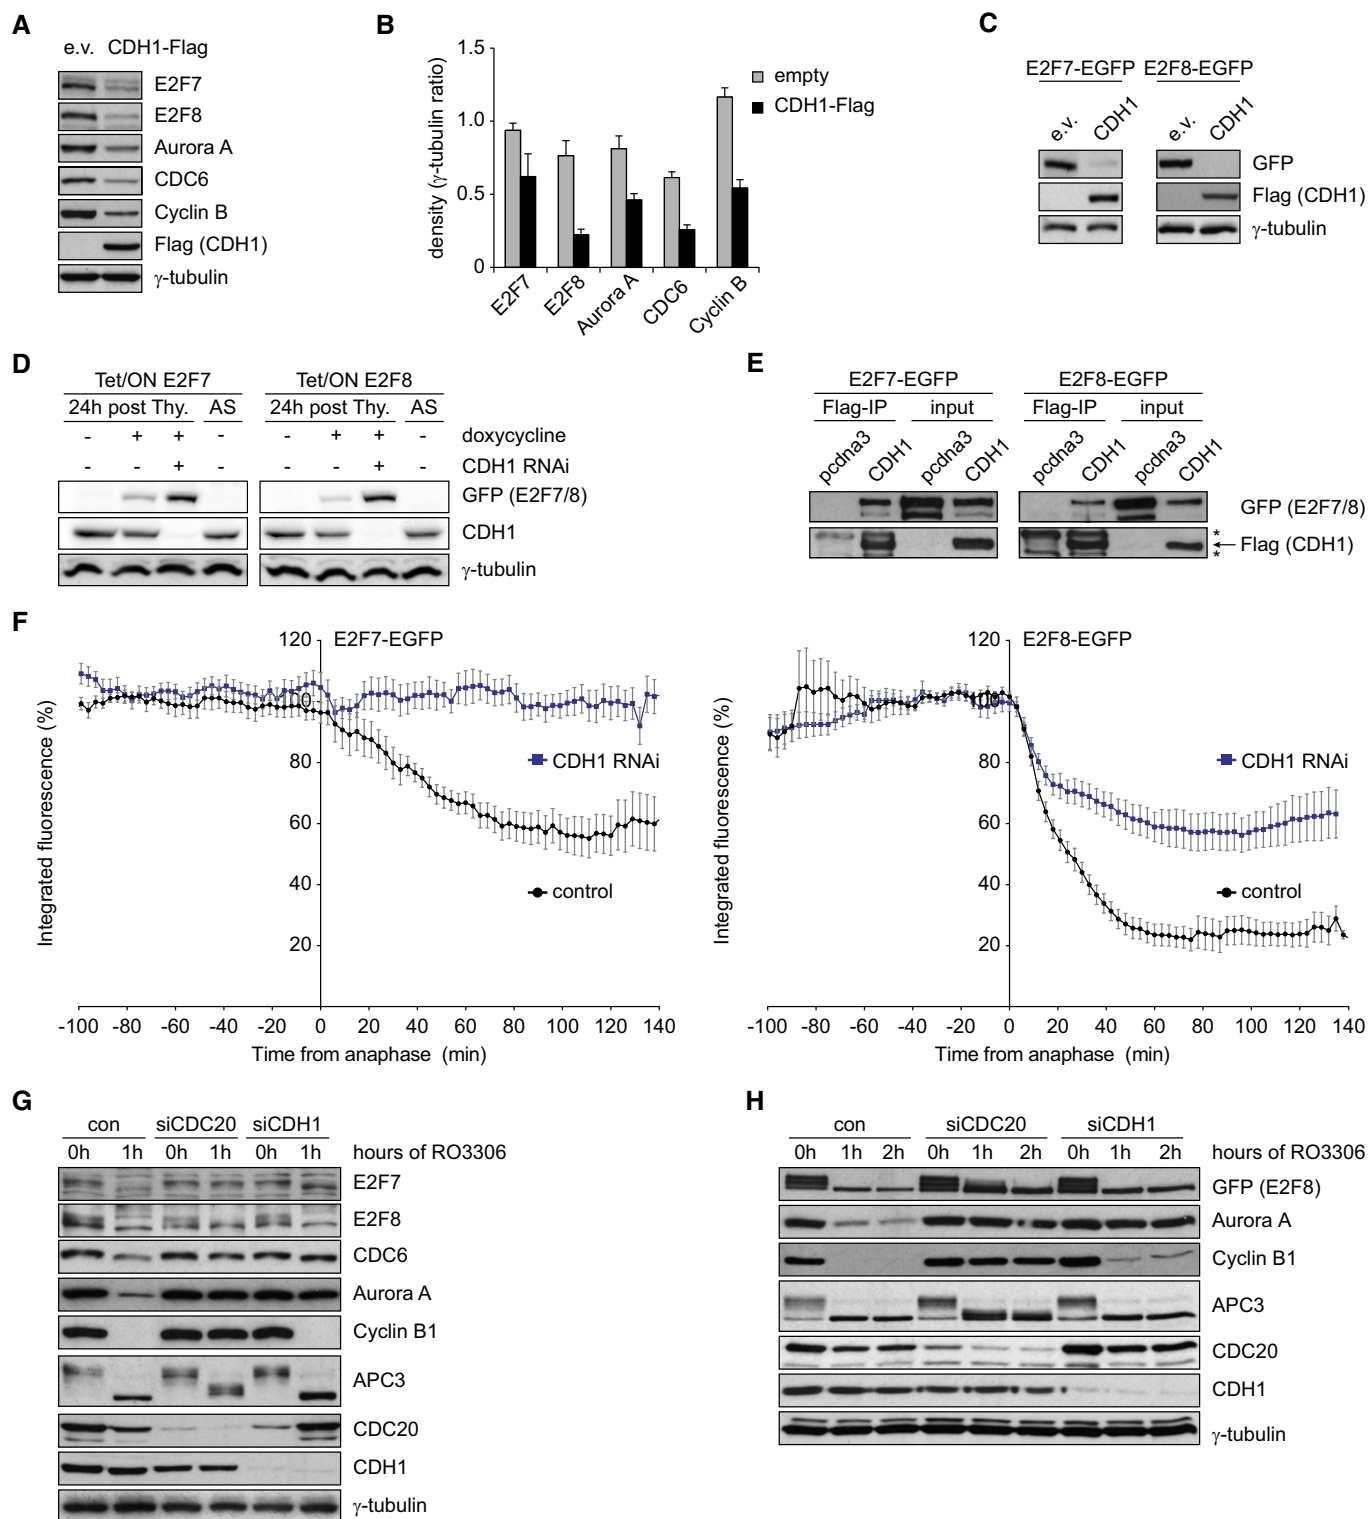 A
e.v. CDH1-Flag
E2F7
E2F8
Aurora A
CDC6
Cyclin B
Flag (CDH1)
γ-tubulin
B
density (γ-tubulin ratio)
1.5
1.0
0.5
0
E2F7
E2F8
Aurora A
CDC6
Cyclin B
empty
CDH1-Flag
C
E2F7-EGFP E2F8-EGFP
e.v. CDH1 e.v. CDH1
GFP
Flag (CDH1)
γ-tubulin
D
Tet/ON E2F7 Tet/ON E2F8
24h post Thy. AS 24h post Thy. AS
- + + - - + + - doxycycline
- - + - - - + - CDH1 RNAi
GFP (E2F7/8)
CDH1
γ-tubulin
E
E2F7-EGFP E2F8-EGFP
Flag-IP input Flag-IP input
pcdna3 CDH1 pcdna3 CDH1 pcdna3 CDH1 pcdna3 CDH1
GFP (E2F7/8)
*
Flag (CDH1)
*
F
Integrated fluorescence (%)
120
80
60
40
20
E2F7-EGFP
CDH1 RNAi
control
-100 -80 -60 -40 -20 0 20 40 60 80 100 120 140
Time from anaphase (min)
Integrated fluorescence (%)
120
80
60
40
20
E2F8-EGFP
CDH1 RNAi
control
-100 -80 -60 -40 -20 0 20 40 60 80 100 120 140
Time from anaphase (min)
G
con siCDC20 siCDH1
0h 1h 0h 1h 0h 1h hours of RO3306
E2F7
E2F8
CDC6
Aurora A
Cyclin B1
APC3
CDC20
CDH1
γ-tubulin
H
con siCDC20 siCDH1
0h 1h 2h 0h 1h 2h 0h 1h 2h hours of RO3306
GFP (E2F8)
Aurora A
Cyclin B1
APC3
CDC20
CDH1
γ-tubulin